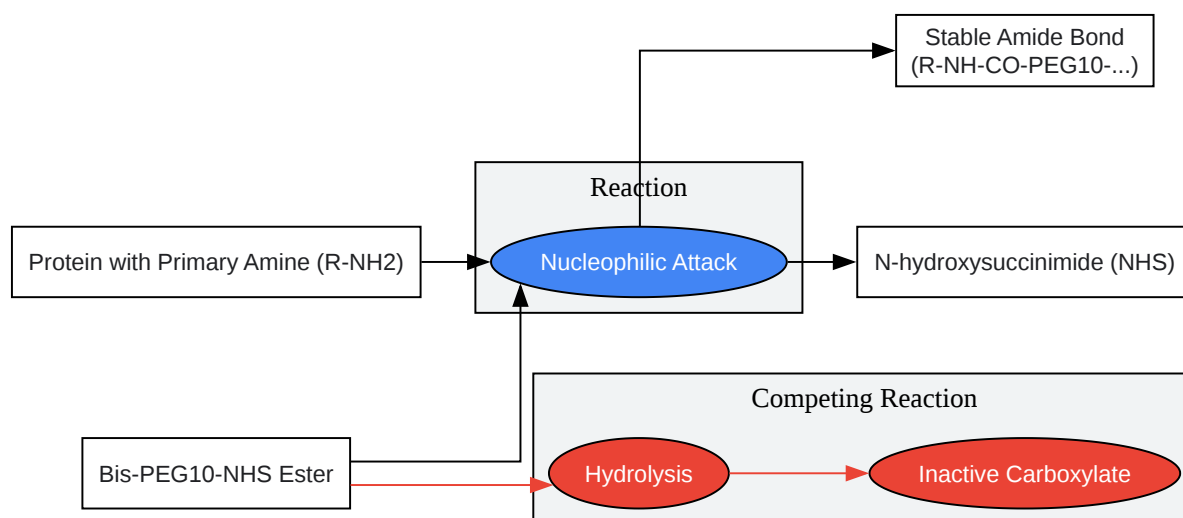 Stable Amide Bond
(R-NH-CO-PEG10-...)
Reaction
Protein with Primary Amine (R-NH2)
Nucleophilic Attack
N-hydroxysuccinimide (NHS)
Competing Reaction
Bis-PEG10-NHS Ester
Hydrolysis
Inactive Carboxylate